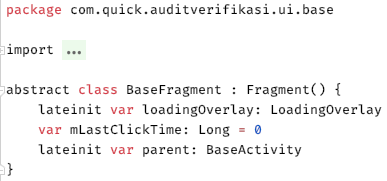 package com.quick.auditverifikasi.ui.base
import ...
abstract class BaseFragment : Fragment() {
    lateinit var loadingOverlay: LoadingOverlay
    var mLastClickTime: Long = 0
    lateinit var parent: BaseActivity
}